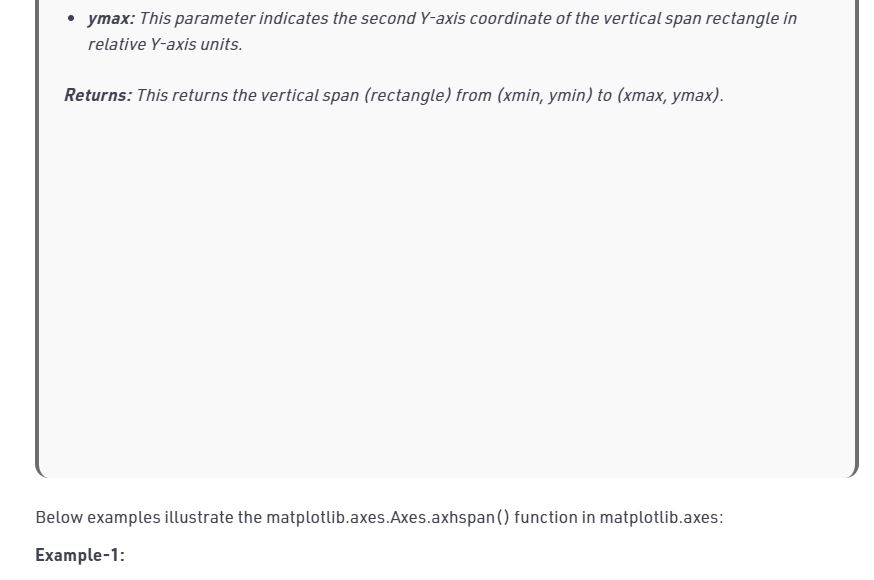 • ymax: This parameter indicates the second Y-axis coordinate of the vertical span rectangle in
relative Y-axis units.
Returns: This returns the vertical span (rectangle) from (xmin, ymin) to (xmax, ymax).
Below examples illustrate the matplotlib.axes.Axes.axhspan() function in matplotlib.axes:
Example-1: